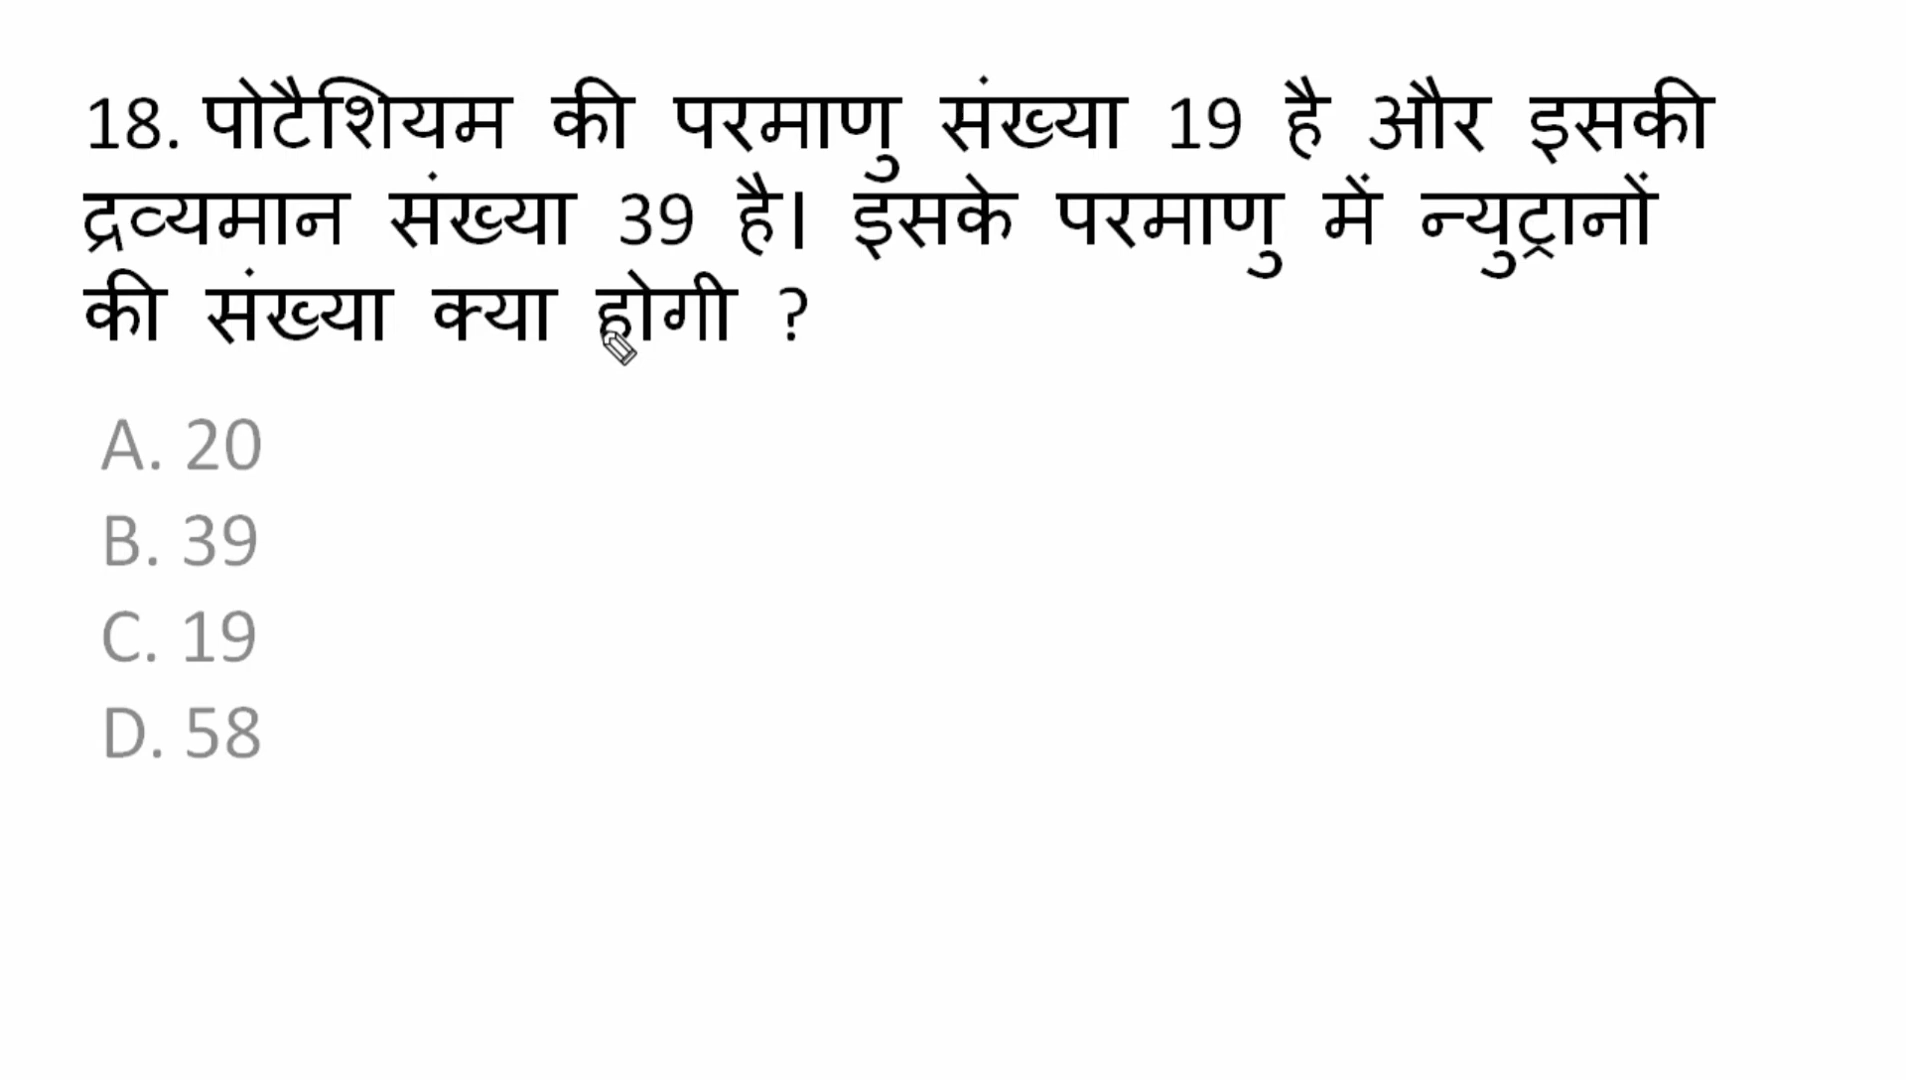 18. पोटैशियम की परमाणु संख्या 19 है और इसकी
द्रव्यमान संख्या 39 है। इसके परमाणु में न्युट्रानों
की संख्या क्या होगी ?
A. 20
B. 39
C. 19
D. 58